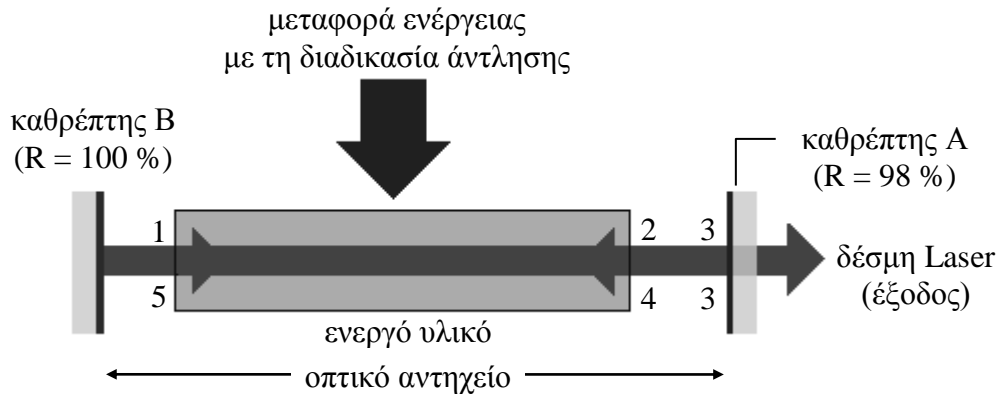 μεταφορά ενέργειας
με τη διαδικασία άντλησης
καθρέπτης Β
(R = 100 %)
καθρέπτης Α
(R = 98 %)
1
2
3
5
4
3
δέσμη Laser
(έξοδος)
ενεργό υλικό
οπτικό αντηχείο